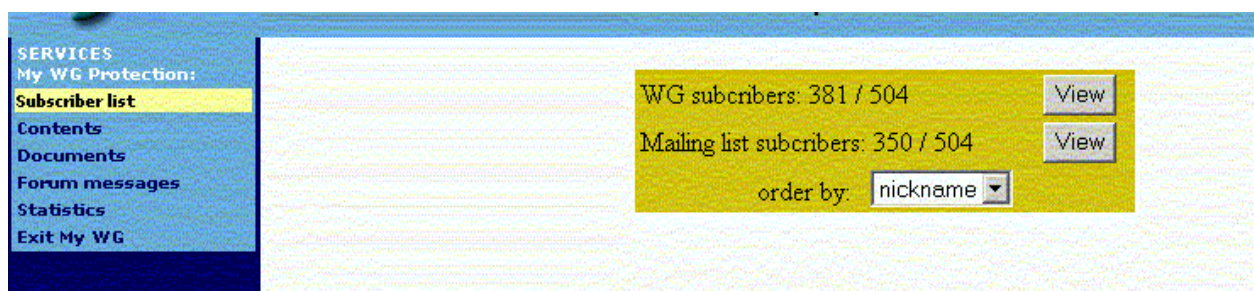 SERVICES
My WG Protection:
Subscriber list
Contents
Documents
Forum messages
Statistics
Exit My WG
WG subcribers: 381 / 504 View
Mailing list subcribers: 350 / 504 View
order by: nickname